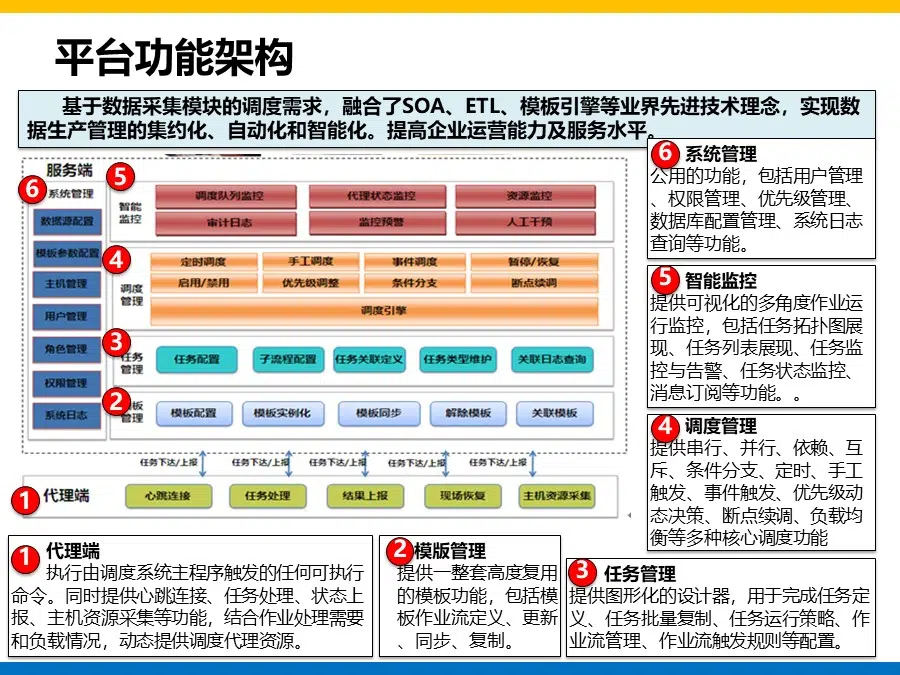 平台功能架构
基于数据采集模块的调度需求，融合了SOA、ETL、模板引擎等业界先进技术理念，实现数
据生产管理的集约化、自动化和智能化。提高企业运营能力及服务水平。
服务端
6
系统管理
数据源配置
模板参数配置
主机管理
用户管理
角色管理
权限管理
系统日志
5
智能
监控
调度队列监控
代理状态监控
资源监控
审计日志
监控预警
人工干预
4
调度
管理
定时调度
手工调度
事件调度
暂停/恢复
启用/禁用
优先级调整
条件分支
断点续调
调度引擎
3
任务
管理
任务配置
子流程配置
任务关联定义
任务类型维护
关联日志查询
2
板
管理
模板配置
模板实例化
模板同步
解除模板
关联模板
任务下达/上报
任务下达/上报
任务下达/上报
任务下达/上报
任务下达/上报
1
代理端
心跳连接
任务处理
结果上报
现场恢复
主机资源采集
6 系统管理
公用的功能，包括用户管理
、权限管理、优先级管理、
数据库配置管理、系统日志
查询等功能。
5 智能监控
提供可视化的多角度作业运
行监控，包括任务拓扑图展
现、任务列表展现、任务监
控与告警、任务状态监控、
消息订阅等功能。。
4 调度管理
提供串行、并行、依赖、互
斥、条件分支、定时、手工
触发、事件触发、优先级动
态决策、断点续调、负载均
衡等多种核心调度功能
1 代理端
执行由调度系统主程序触发的任何可执行
命令。同时提供心跳连接、任务处理、状态上
报、主机资源采集等功能，结合作业处理需要
和负载情况，动态提供调度代理资源。
2 模版管理
提供一整套高度复用
的模板功能，包括模
板作业流定义、更新
、同步、复制。
3 任务管理
提供图形化的设计器，用于完成任务定
义、任务批量复制、任务运行策略、作
业流管理、作业流触发规则等配置。